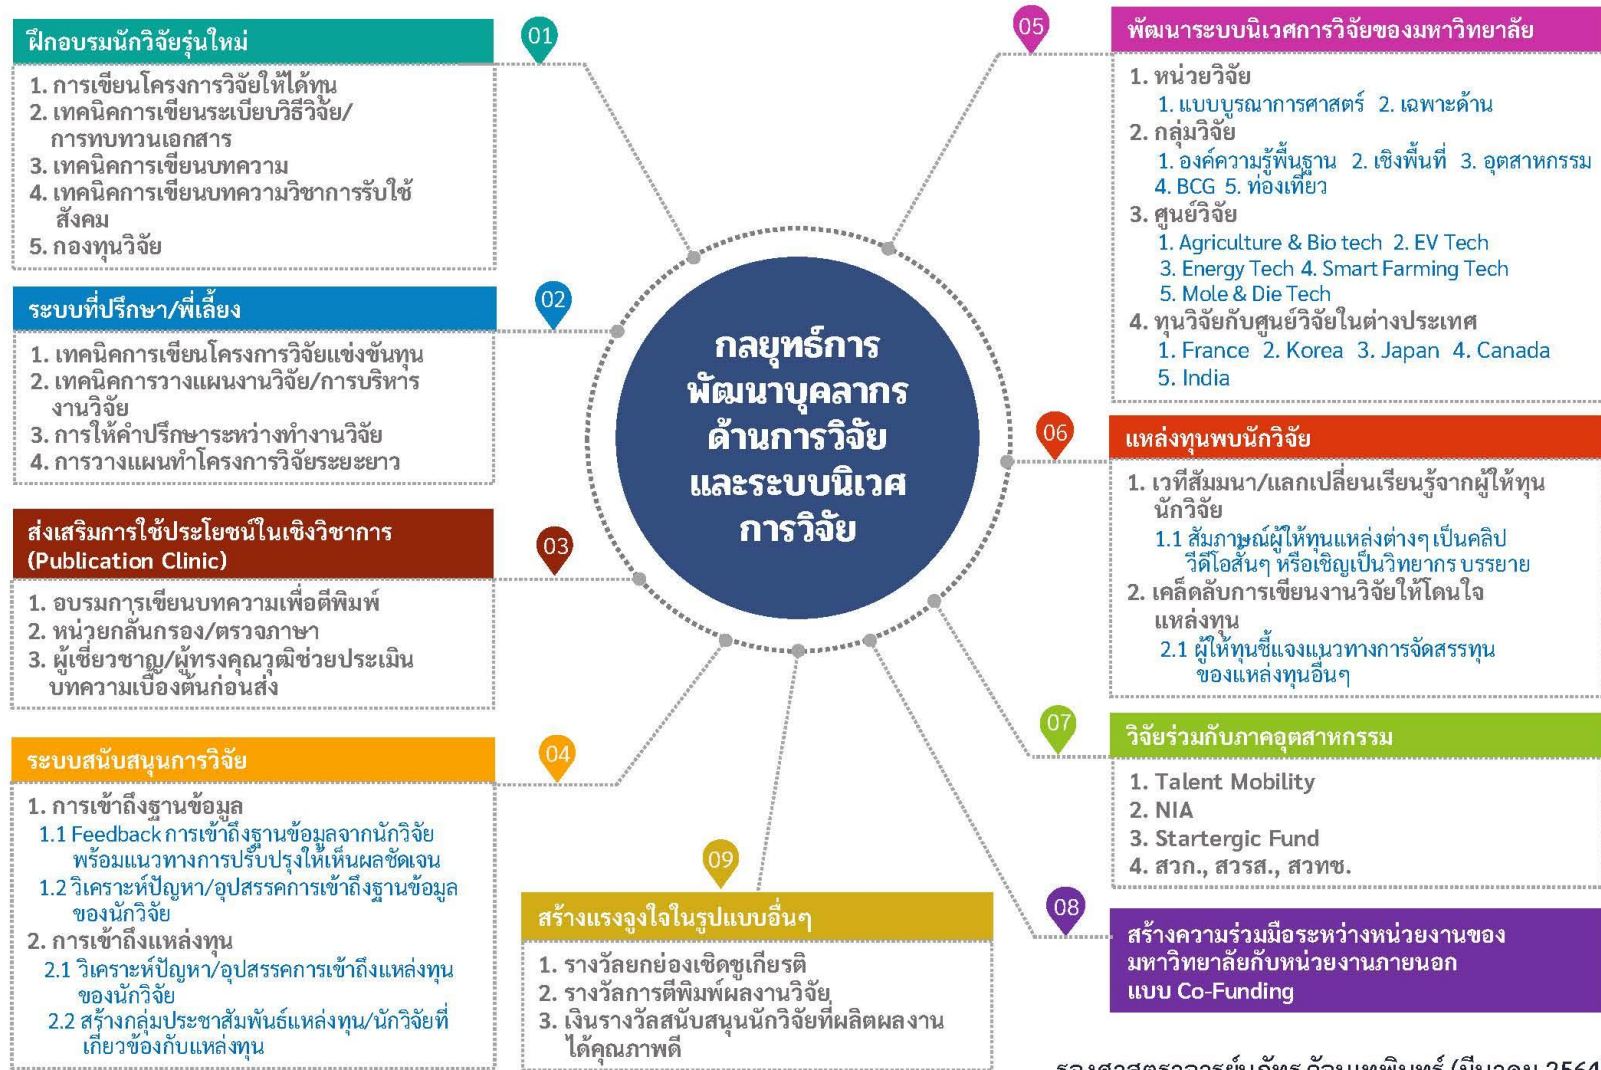 กลยุทธ์การ
พัฒนาบุคลากร
ด้านการวิจัย
และระบบนิเวศ
การวิจัย
01
ฝึกอบรมนักวิจัยรุ่นใหม่
1. การเขียนโครงการวิจัยให้ได้ทุน
2. เทคนิคการเขียนระเบียบวิธีวิจัย/
การทบทวนเอกสาร
3. เทคนิคการเขียนบทความ
4. เทคนิคการเขียนบทความวิชาการรับใช้
สังคม
5. กองทุนวิจัย
02
ระบบที่ปรึกษา/พี่เลี้ยง
1. เทคนิคการเขียนโครงการวิจัยแข่งขันทุน
2. เทคนิคการวางแผนงานวิจัย/การบริหาร
งานวิจัย
3. การให้คำปรึกษาระหว่างทำงานวิจัย
4. การวางแผนทำโครงการวิจัยระยะยาว
03
ส่งเสริมการใช้ประโยชน์ในเชิงวิชาการ
(Publication Clinic)
1. อบรมการเขียนบทความเพื่อตีพิมพ์
2. หน่วยกลั่นกรอง/ตรวจภาษา
3. ผู้เชี่ยวชาญ/ผู้ทรงคุณวุฒิช่วยประเมิน
บทความเบื้องต้นก่อนส่ง
04
ระบบสนับสนุนการวิจัย
1. การเข้าถึงฐานข้อมูล
1.1 Feedback การเข้าถึงฐานข้อมูลจากนักวิจัย
พร้อมแนวทางการปรับปรุงให้เห็นผลชัดเจน
1.2 วิเคราะห์ปัญหา/อุปสรรคการเข้าถึงฐานข้อมูล
ของนักวิจัย
2. การเข้าถึงแหล่งทุน
2.1 วิเคราะห์ปัญหา/อุปสรรคการเข้าถึงแหล่งทุน
ของนักวิจัย
2.2 สร้างกลุ่มประชาสัมพันธ์แหล่งทุน/นักวิจัยที่
เกี่ยวข้องกับแหล่งทุน
05
พัฒนาระบบนิเวศการวิจัยของมหาวิทยาลัย
1. หน่วยวิจัย
1. แบบบูรณาการศาสตร์ 2. เฉพาะด้าน
2. กลุ่มวิจัย
1. องค์ความรู้พื้นฐาน 2. เชิงพื้นที่ 3. อุตสาหกรรม
4. BCG 5. ท่องเที่ยว
3. ศูนย์วิจัย
1. Agriculture & Bio tech 2. EV Tech
3. Energy Tech 4. Smart Farming Tech
5. Mole & Die Tech
4. ทุนวิจัยกับศูนย์วิจัยในต่างประเทศ
1. France 2. Korea 3. Japan 4. Canada
5. India
06
แหล่งทุนพบนักวิจัย
1. เวทีสัมมนา/แลกเปลี่ยนเรียนรู้จากผู้ให้ทุน
นักวิจัย
1.1 สัมภาษณ์ผู้ให้ทุนแหล่งต่างๆ เป็นคลิป
วีดีโอสั้นๆ หรือเชิญเป็นวิทยากร บรรยาย
2. เคล็ดลับการเขียนงานวิจัยให้โดนใจ
แหล่งทุน
2.1 ผู้ให้ทุนชี้แจงแนวทางการจัดสรรทุน
ของแหล่งทุนอื่นๆ
07
วิจัยร่วมกับภาคอุตสาหกรรม
1. Talent Mobility
2. NIA
3. Startergic Fund
4. สวก., สวรส., สวทช.
08
สร้างความร่วมมือระหว่างหน่วยงานของ
มหาวิทยาลัยกับหน่วยงานภายนอก
แบบ Co-Funding
09
สร้างแรงจูงใจในรูปแบบอื่นๆ
1. รางวัลยกย่องเชิดชูเกียรติ
2. รางวัลการตีพิมพ์ผลงานวิจัย
3. เงินรางวัลสนับสนุนนักวิจัยที่ผลิตผลงาน
ได้คุณภาพดี